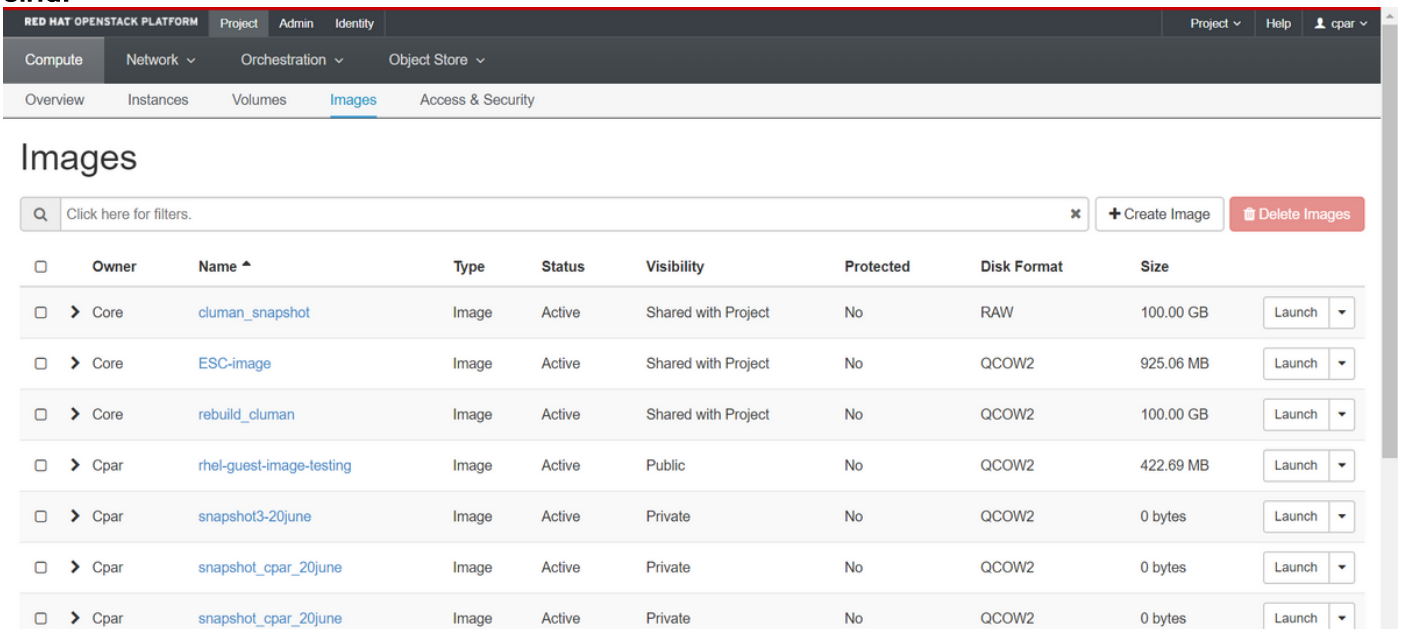 sind.
RED HAT OPENSTACK PLATFORM Project Admin Identity Project Help cpar
Compute Network Orchestration Object Store
Overview Instances Volumes Images Access & Security
Images
Click here for filters. Create Image Delete Images
Owner Name Type Status Visibility Protected Disk Format Size
Core cluman_snapshot Image Active Shared with Project No RAW 100.00 GB Launch
Core ESC-image Image Active Shared with Project No QCOW2 925.06 MB Launch
Core rebuild_cluman Image Active Shared with Project No QCOW2 100.00 GB Launch
Cpar rhel-guest-image-testing Image Active Public No QCOW2 422.69 MB Launch
Cpar snapshot3-20june Image Active Private No QCOW2 0 bytes Launch
Cpar snapshot_cpar_20june Image Active Private No QCOW2 0 bytes Launch
Cpar snapshot_cpar_20june Image Active Private No QCOW2 0 bytes Launch